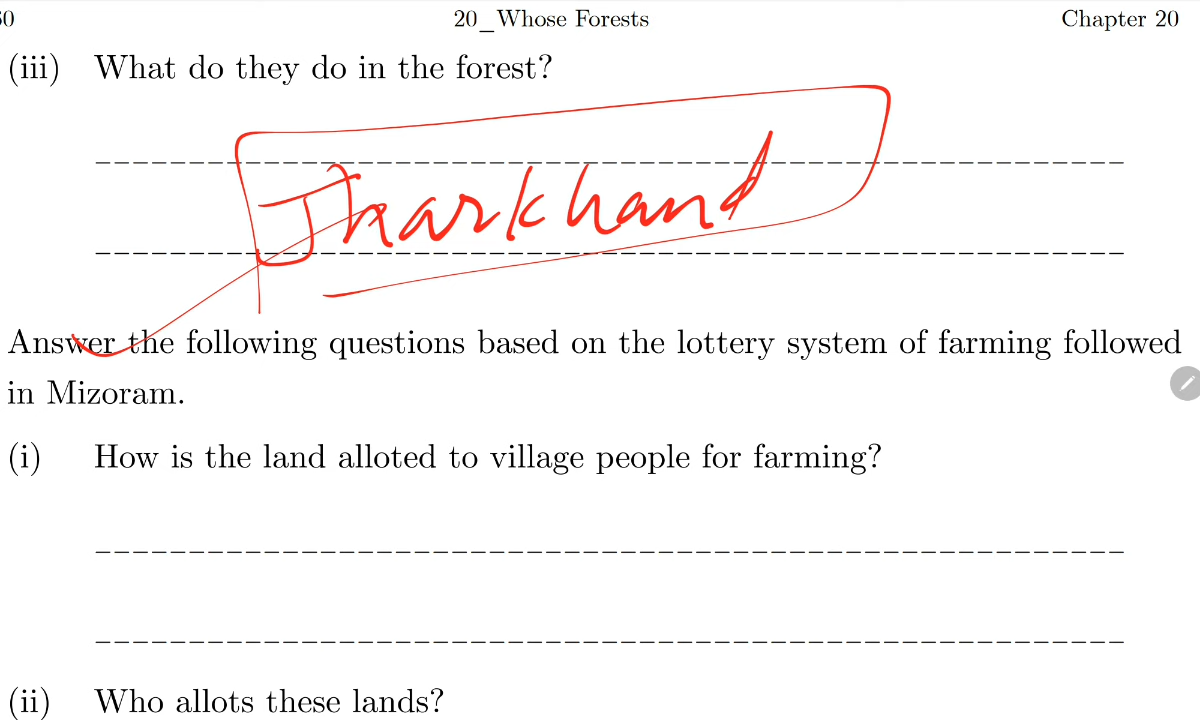 20_Whose Forests Chapter 20
(iii) What do they do in the forest?
Jharkhand
Answer the following questions based on the lottery system of farming followed
in Mizoram.
(i) How is the land alloted to village people for farming?
(ii) Who allots these lands?